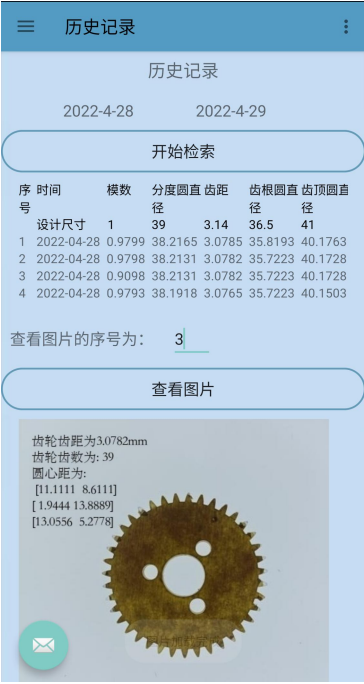 历史记录
历史记录
2022-4-28 2022-4-29
开始检索
序号 时间 模数 分度圆直径 齿距 齿根圆直径 齿顶圆直径
设计尺寸 1 39 3.14 36.5 41
1 2022-04-28 0.9799 38.2165 3.0785 35.8193 40.1763
2 2022-04-28 0.9798 38.2131 3.0782 35.7223 40.1728
3 2022-04-28 0.9098 38.2131 3.0782 35.7223 40.1728
4 2022-04-28 0.9793 38.1918 3.0765 35.7223 40.1503
查看图片的序号为： 3
查看图片
齿轮齿距为3.0782mm
齿轮齿数为: 39
圆心距为:
[11.1111 8.6111]
[ 1.9444 13.8889]
[13.0556 5.2778]